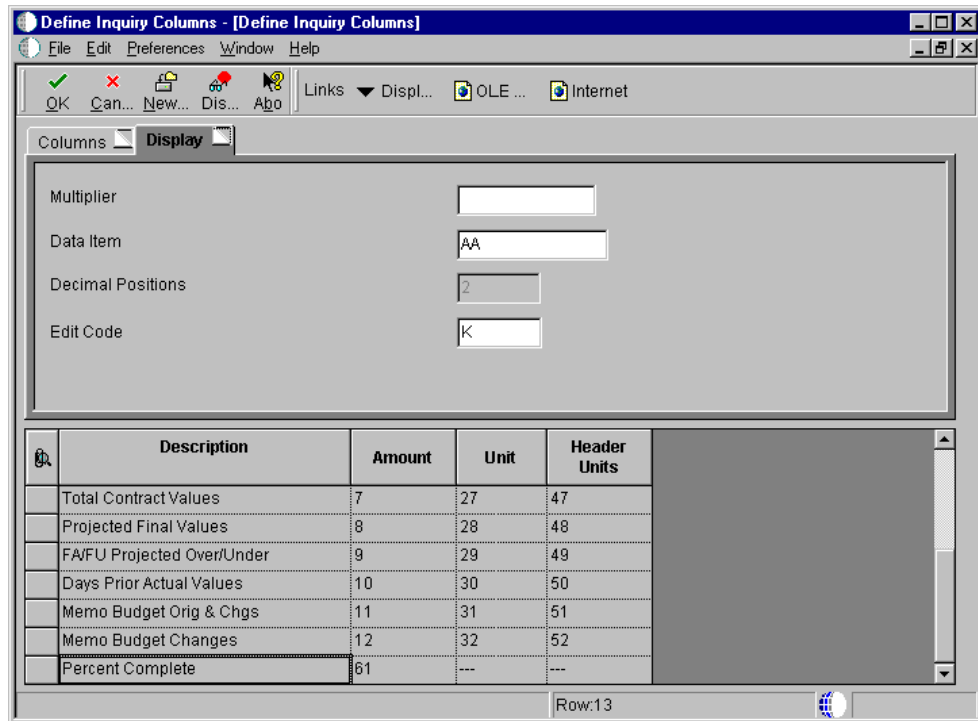 Define Inquiry Columns - [Define Inquiry Columns]
File Edit Preferences Window Help
OK Can... New... Dis... Abo Links Displ... OLE ... Internet
Columns Display
Multiplier
Data Item AA
Decimal Positions 2
Edit Code K
Description Amount Unit Header Units
Total Contract Values 7 27 47
Projected Final Values 8 28 48
FA/FU Projected Over/Under 9 29 49
Days Prior Actual Values 10 30 50
Memo Budget Orig & Chgs 11 31 51
Memo Budget Changes 12 32 52
Percent Complete 61 --- ---
Row:13